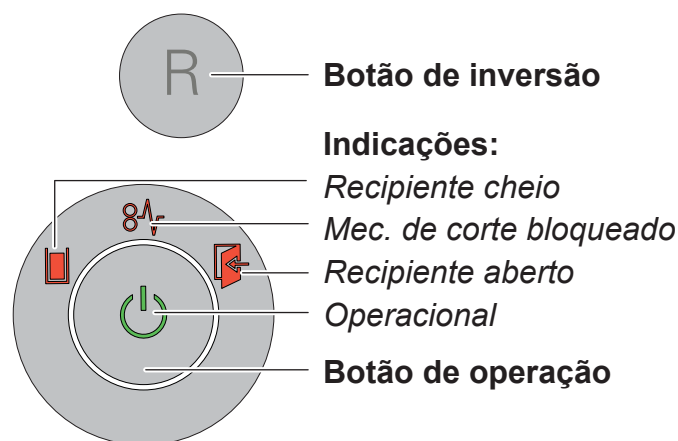 R
Botão de inversão
Indicações:
Recipiente cheio
Mec. de corte bloqueado
Recipiente aberto
Operacional
Botão de operação